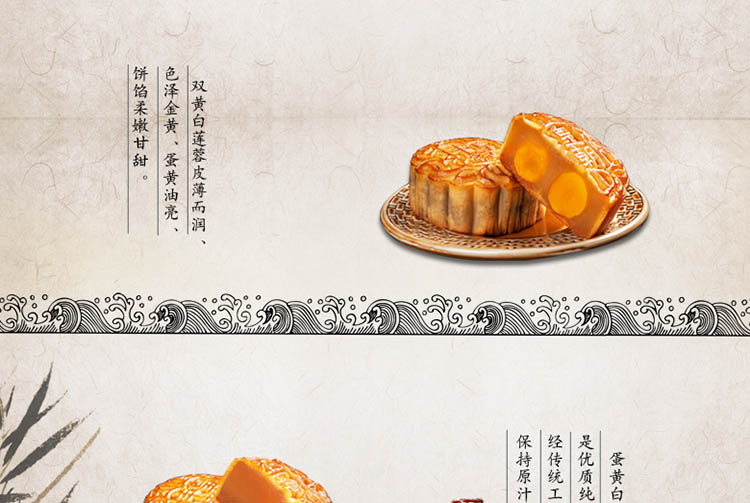 双黄白莲蓉皮薄而润、
色泽金黄、蛋黄油亮、
饼馅柔嫩甘甜。
蛋黄白
是优质纯
经传统工
保持原汁